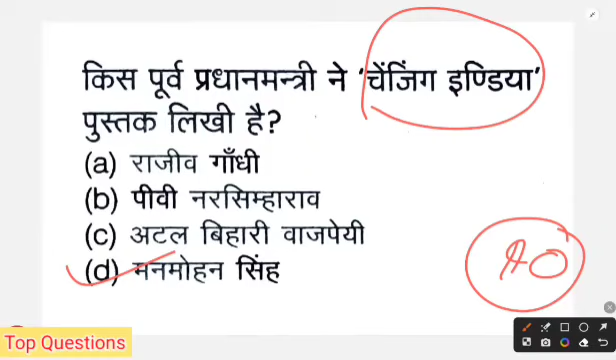 किस पूर्व प्रधानमन्त्री ने 'चेंजिंग इण्डिया'
पुस्तक लिखी है?
(a) राजीव गाँधी
(b) पीवी नरसिम्हाराव
(c) अटल बिहारी वाजपेयी
(d) मनमोहन सिंह
Top Questions